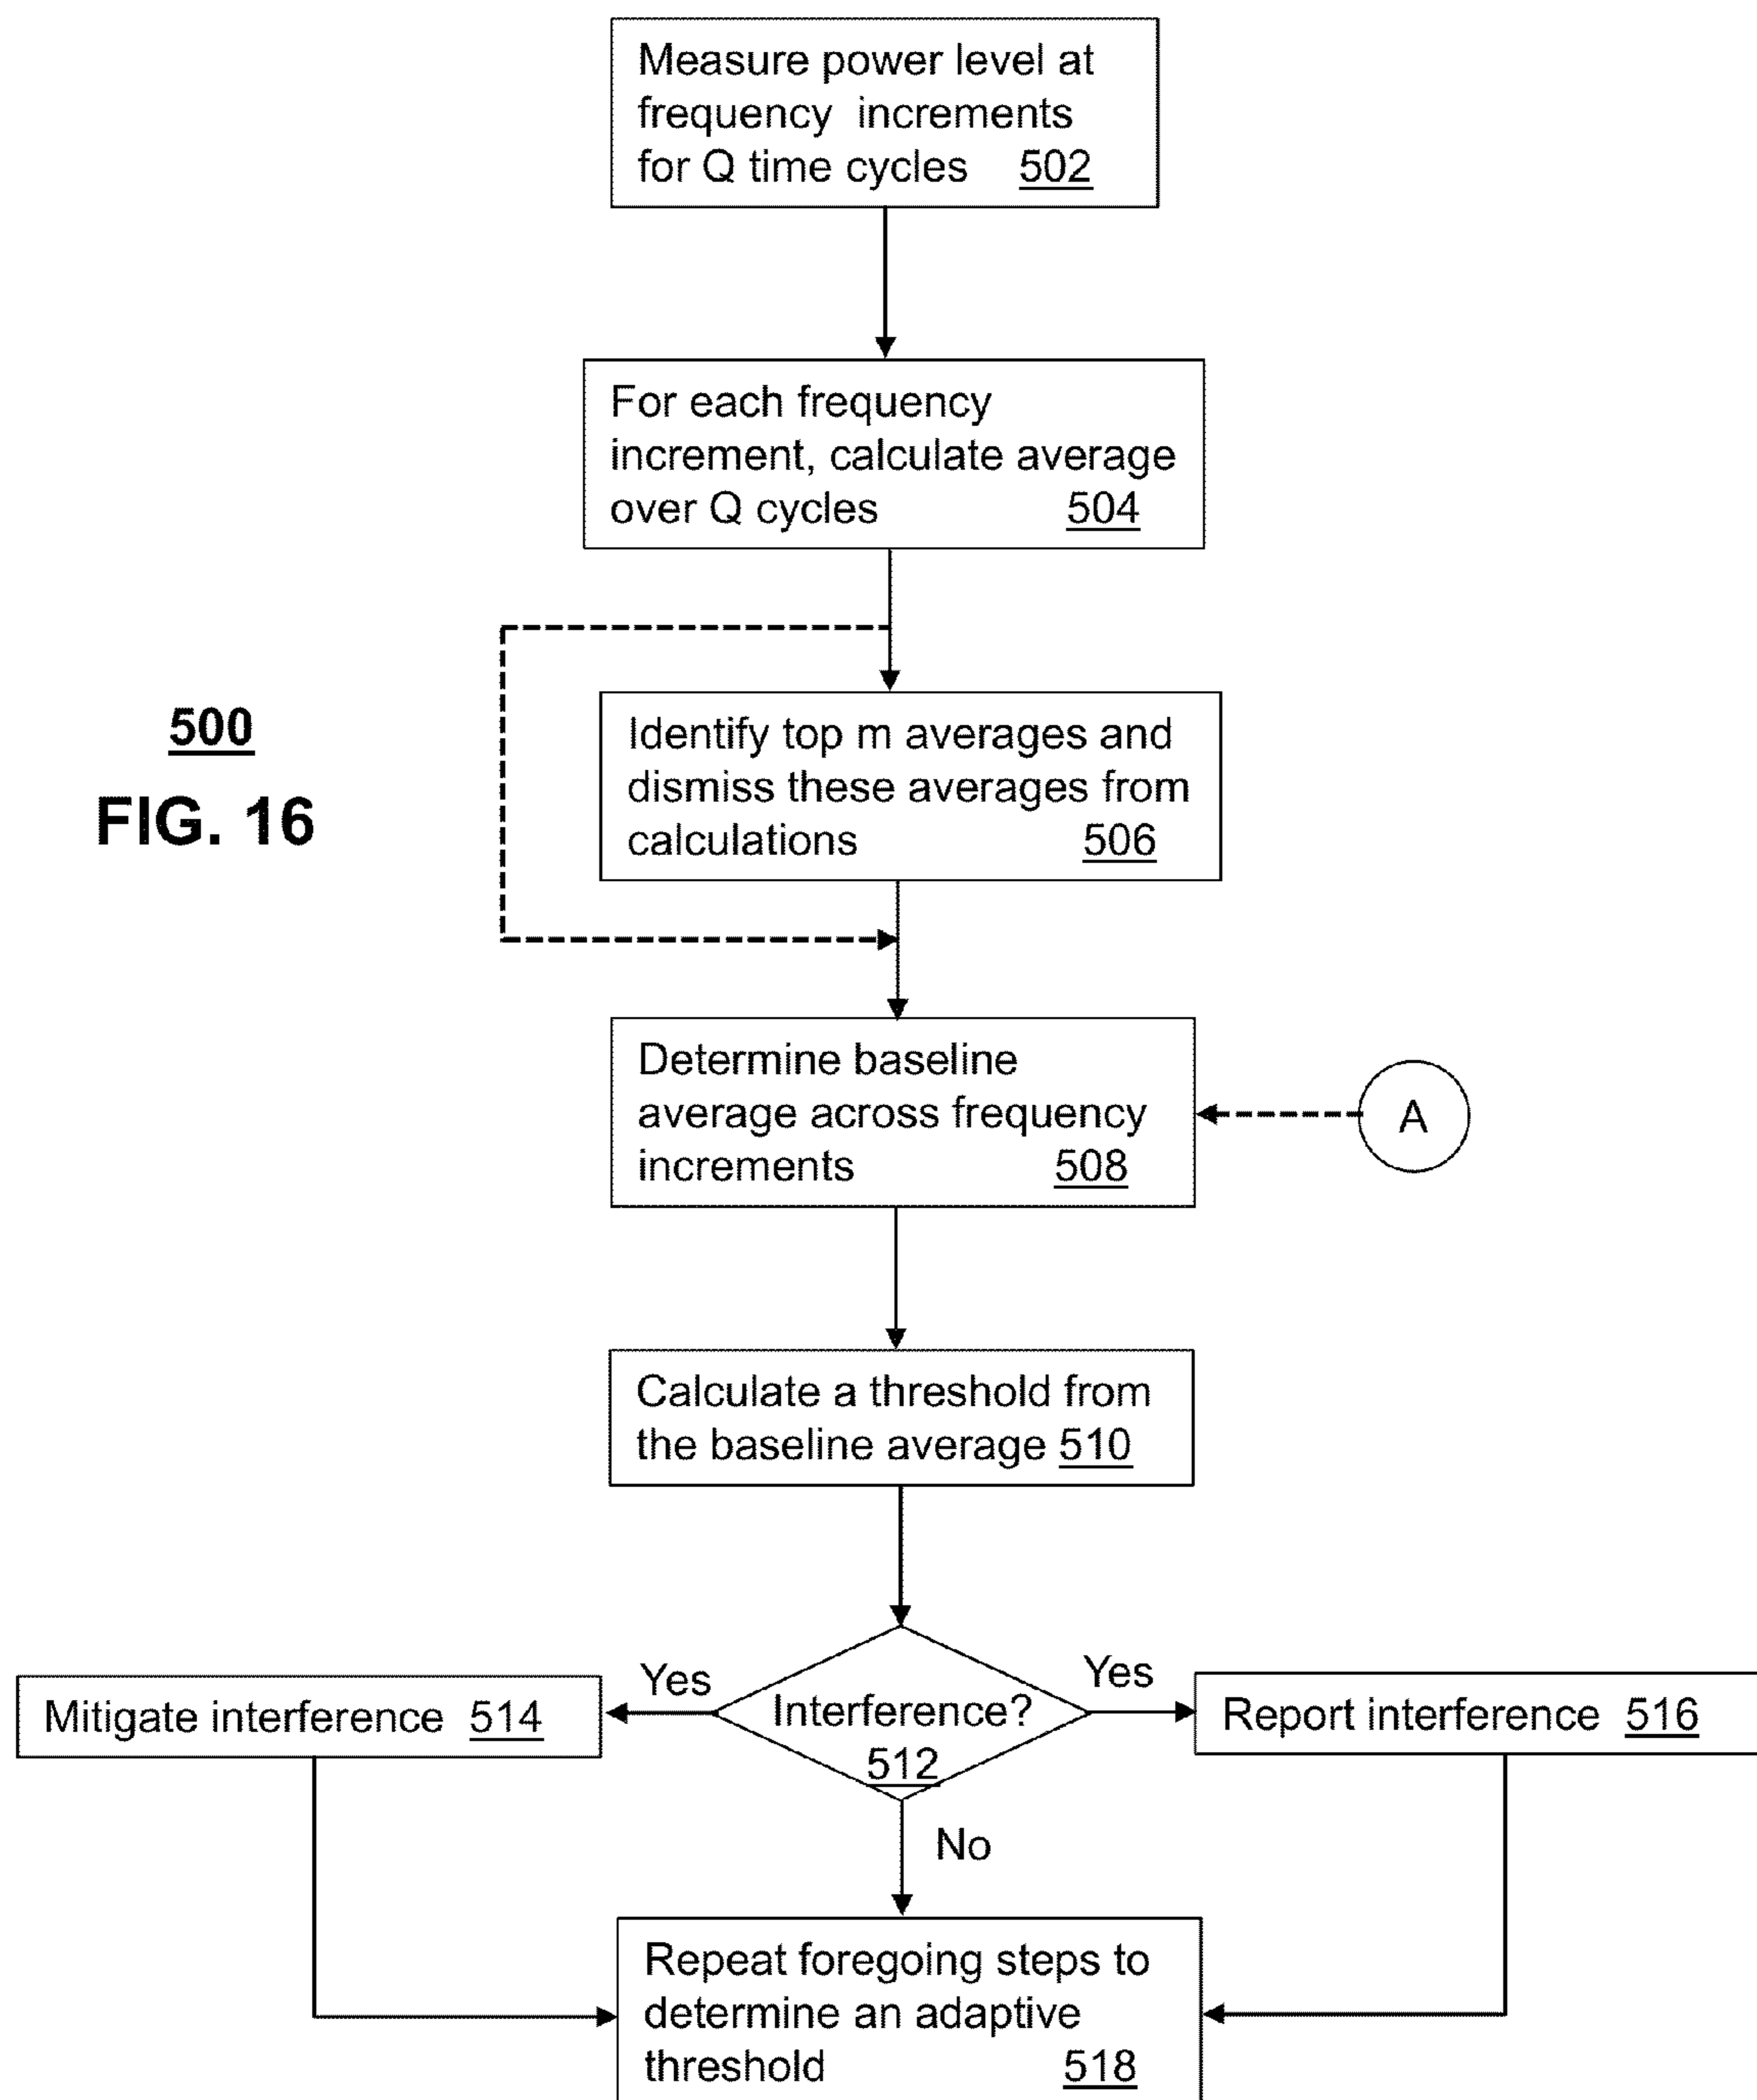 Measure power level at
frequency increments
for Q time cycles 502
For each frequency
increment, calculate average
over Q cycles 504
500
FIG. 16
Identify top m averages and
dismiss these averages from
calculations 506
Determine baseline
average across frequency
increments 508
A
Calculate a threshold from
the baseline average 510
Yes
Yes
Mitigate interference 514
Interference?
512
Report interference 516
No
Repeat foregoing steps to
determine an adaptive
threshold 518